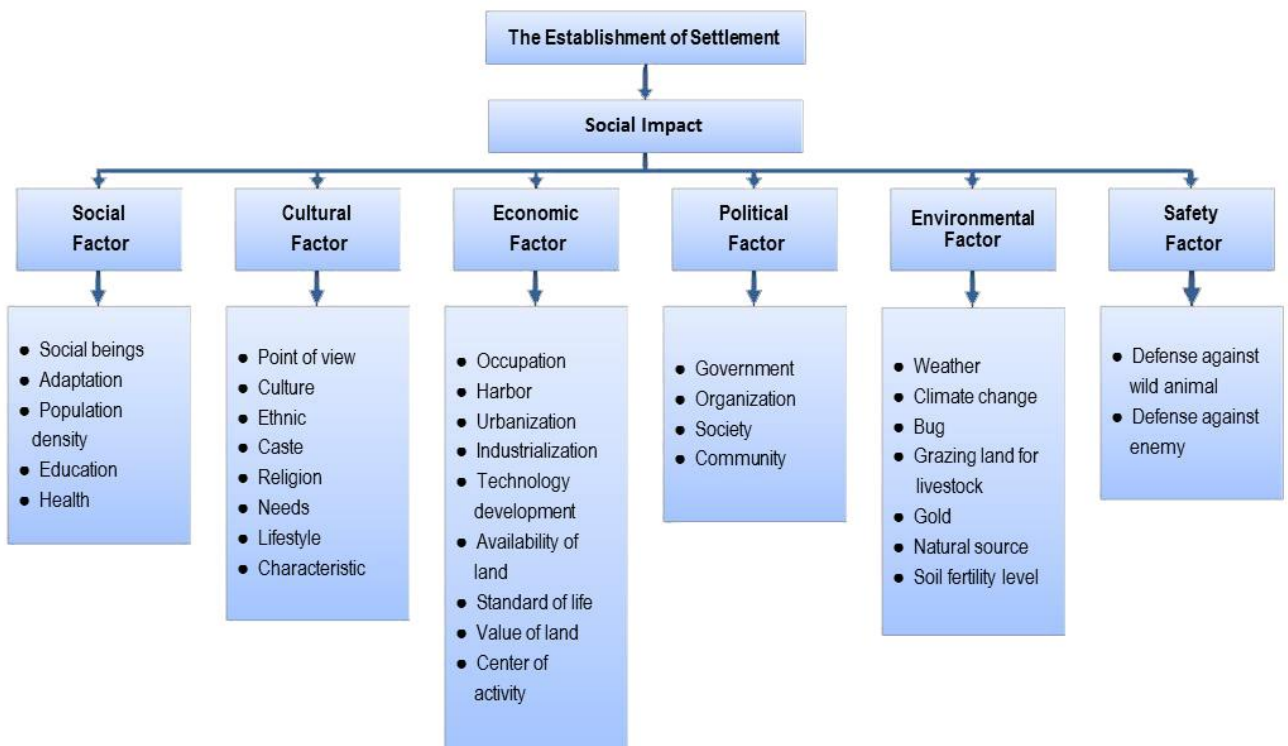 The Establishment of Settlement
Social Impact
Social
Factor
Cultural
Factor
Economic
Factor
Political
Factor
Environmental
Factor
Safety
Factor
● Social beings
● Adaptation
● Population
density
● Education
● Health
● Point of view
● Culture
● Ethnic
● Caste
● Religion
● Needs
● Lifestyle
● Characteristic
● Occupation
● Harbor
● Urbanization
● Industrialization
● Technology
development
● Availability of
land
● Standard of life
● Value of land
● Center of
activity
● Government
● Organization
● Society
● Community
● Weather
● Climate change
● Bug
● Grazing land for
livestock
● Gold
● Natural source
● Soil fertility level
● Defense against
wild animal
● Defense against
enemy